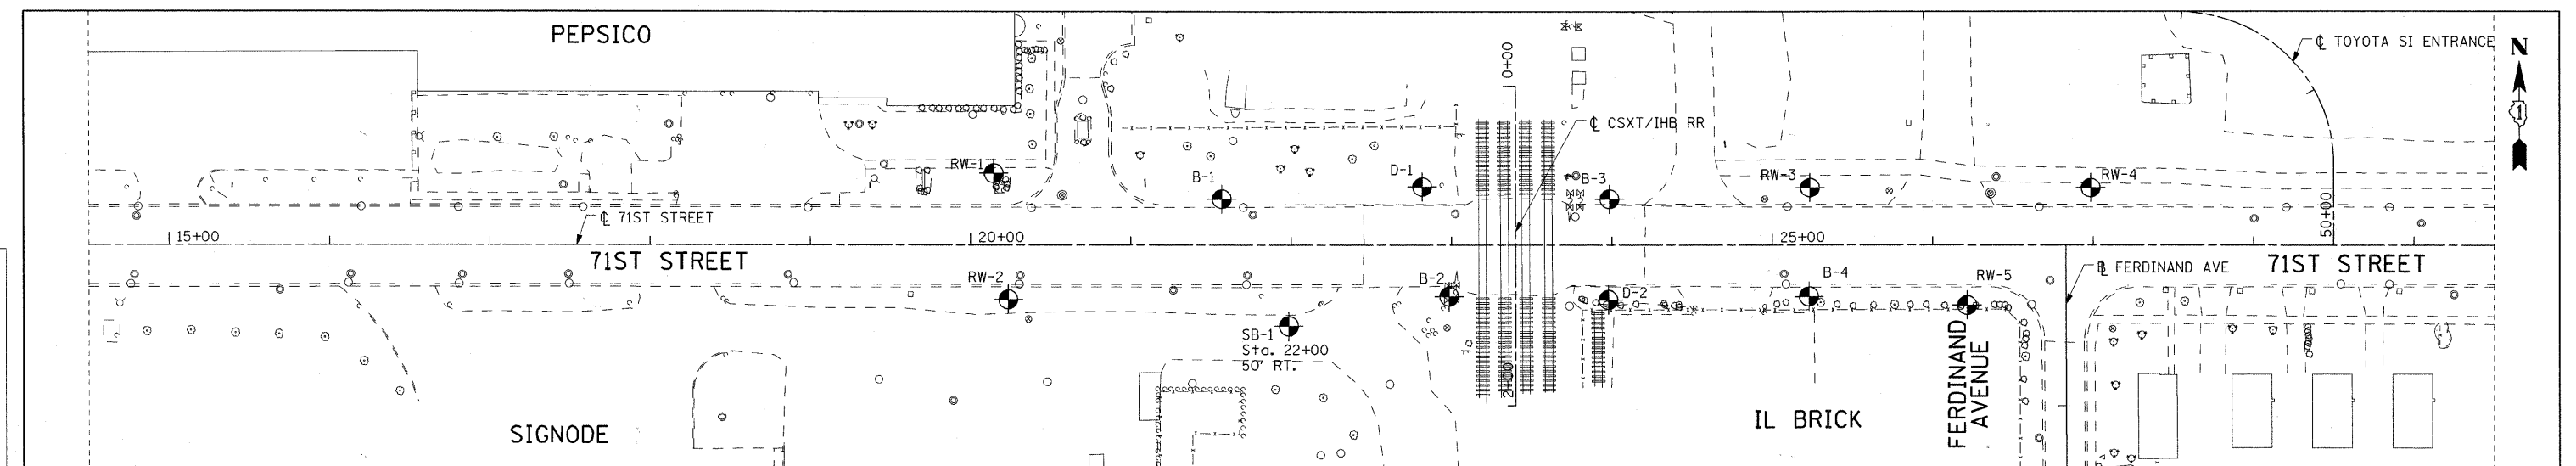 PEPSICO
℄ TOYOTA SI ENTRANCE
N
0+00
℄ CSXT/IHB RR
RW-1
B-1
D-1
B-3
RW-3
RW-4
50+00
℄ 71ST STREET
15+00
20+00
25+00
71ST STREET
RW-2
B-2
D-2
B-4
RW-5
℄ FERDINAND AVE
71ST STREET
SB-1
Sta. 22+00
50' RT.
2+00
FERDINAND
AVENUE
IL BRICK
SIGNODE